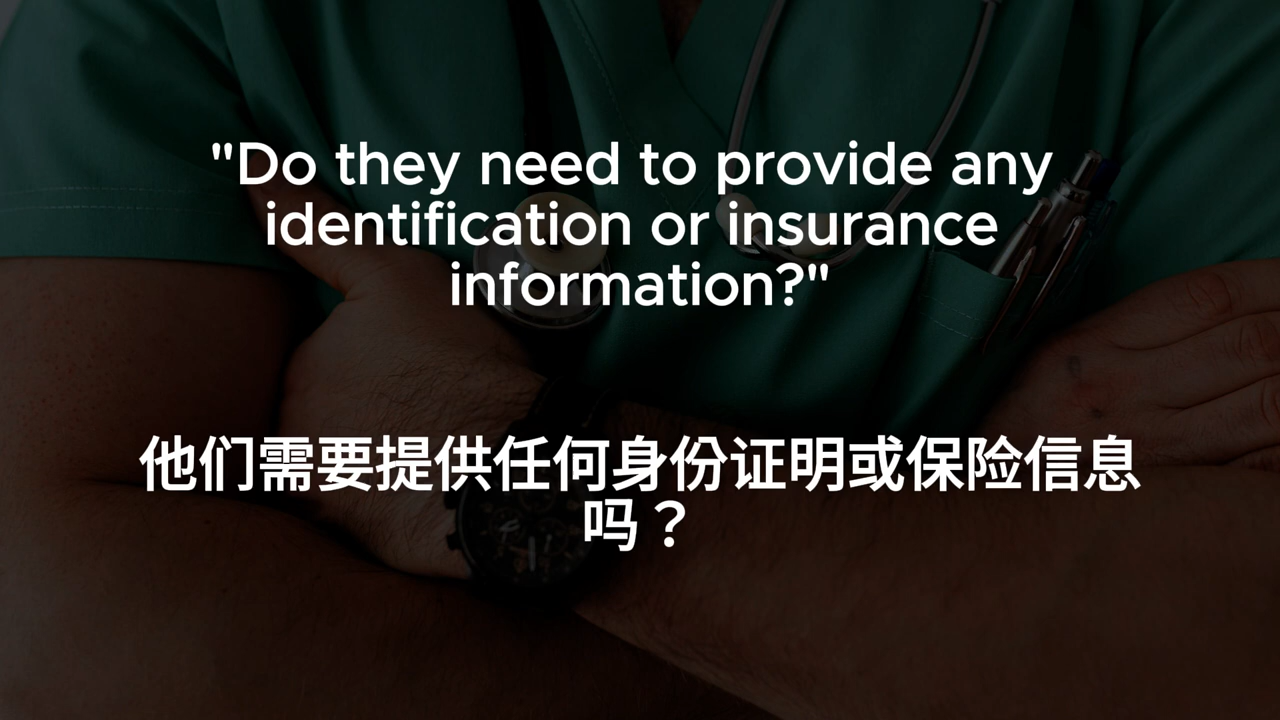 "Do they need to provide any
identification or insurance
information?"
他们需要提供任何身份证明或保险信息
吗？